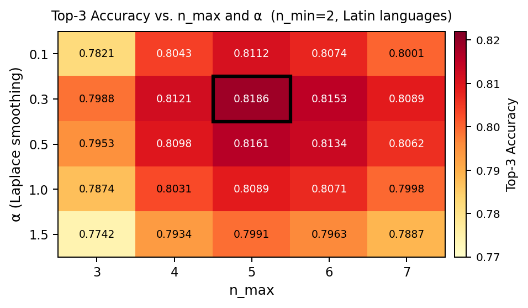 Top-3 Accuracy vs. n_max and α (n_min=2, Latin languages)
0.1 0.7821 0.8043 0.8112 0.8074 0.8001
0.3 0.7988 0.8121 0.8186 0.8153 0.8089
0.5 0.7953 0.8098 0.8161 0.8134 0.8062
1.0 0.7874 0.8031 0.8089 0.8071 0.7998
1.5 0.7742 0.7934 0.7991 0.7963 0.7887
3 4 5 6 7
n_max
α (Laplace smoothing)
0.82
0.81
0.80
0.79
0.78
0.77
Top-3 Accuracy